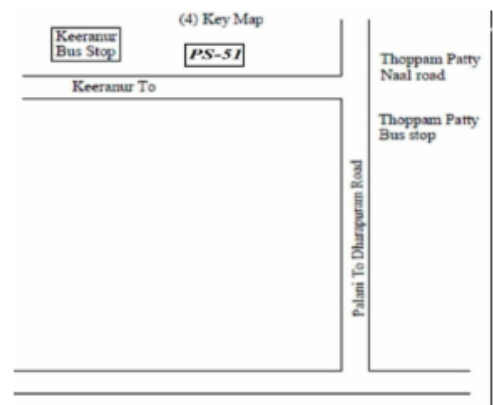 (4) Key Map
Keeranur
Bus Stop
PS-51
Keeranur To
Thoppam Patty
Naal road
Thoppam Patty
Bus stop
Palani To Dharapuram Road